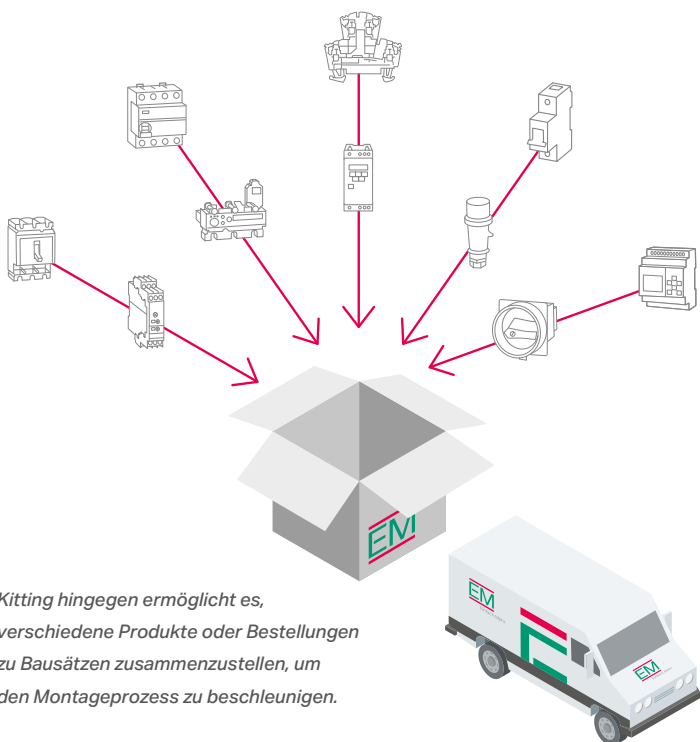 EM
EM
EM
Kitting hingegen ermöglicht es,
verschiedene Produkte oder Bestellungen
zu Bausätzen zusammenzustellen, um
den Montageprozess zu beschleunigen.